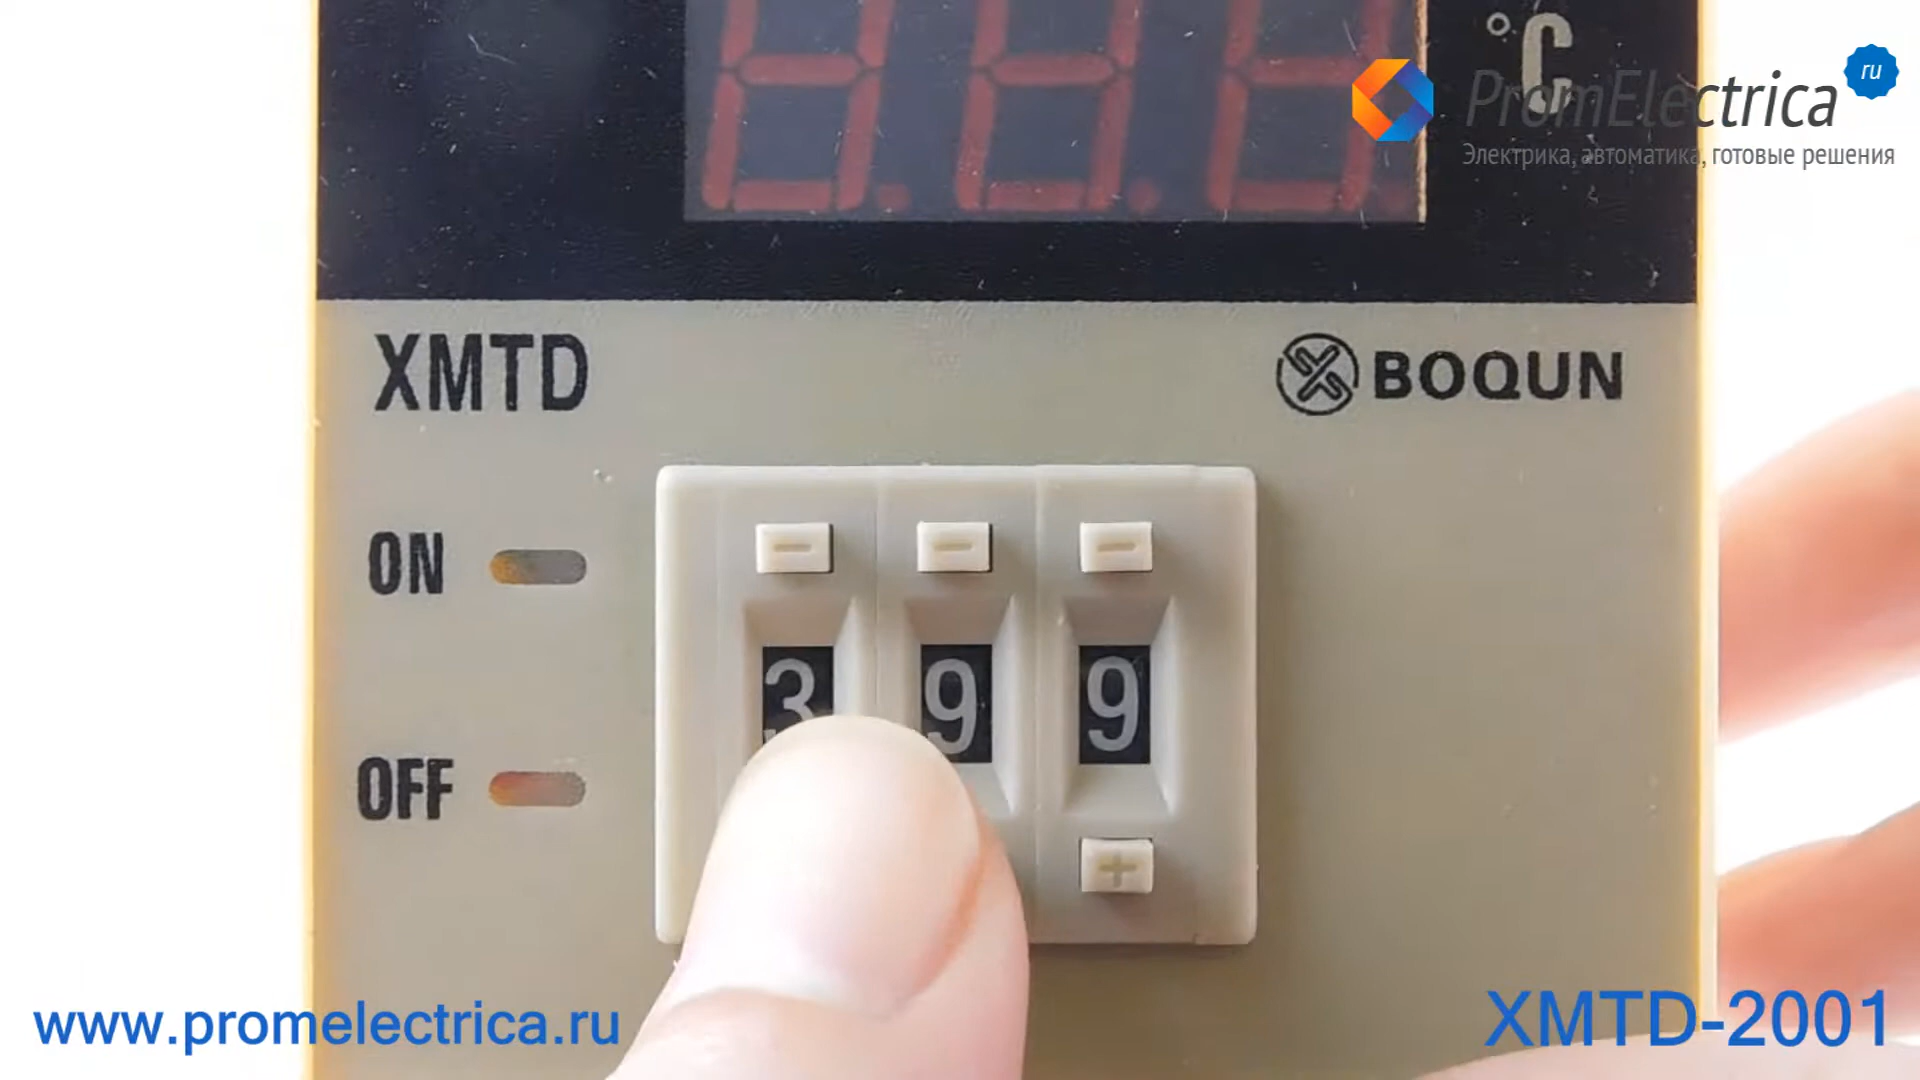 °C
PromElectrica ru
Электрика, автоматика, готовые решения
XMTD
BOQUN
ON
- - -
3 9 9
OFF
+
www.promelectrica.ru
XMTD-2001